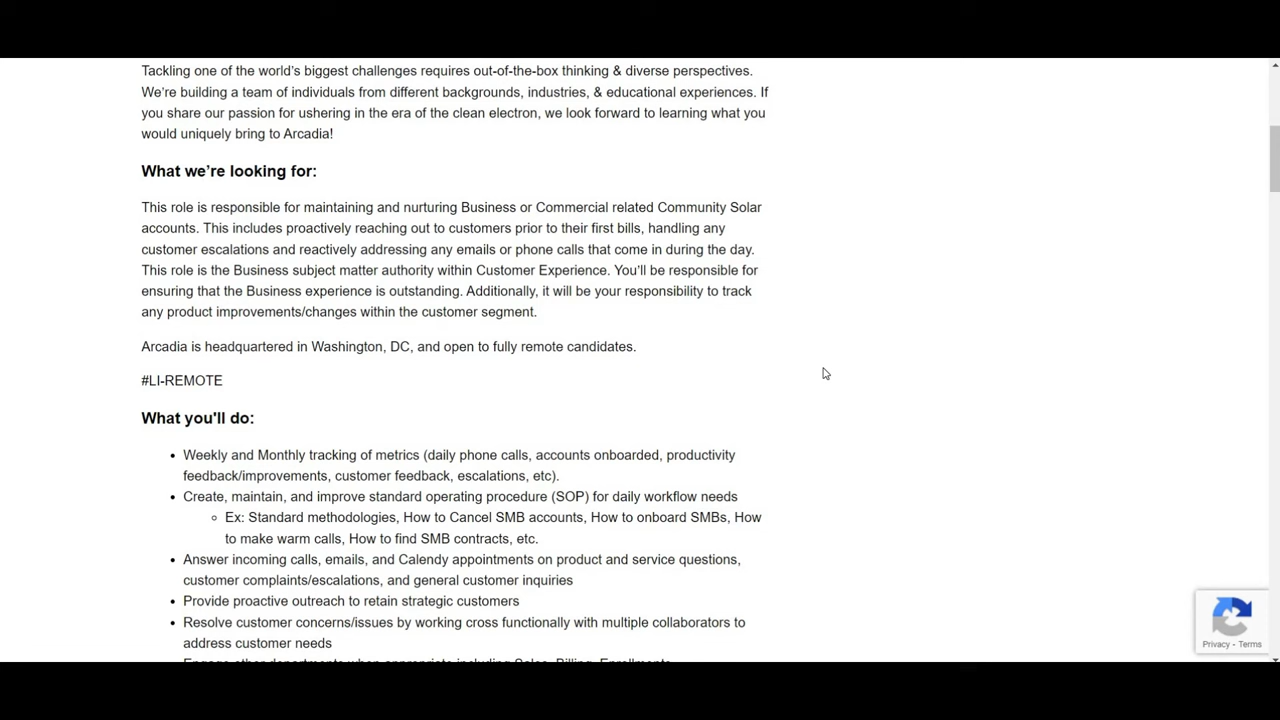 Tackling one of the world's biggest challenges requires out-of-the-box thinking & diverse perspectives.
We're building a team of individuals from different backgrounds, industries, & educational experiences. If
you share our passion for ushering in the era of the clean electron, we look forward to learning what you
would uniquely bring to Arcadia!
What we're looking for:
This role is responsible for maintaining and nurturing Business or Commercial related Community Solar
accounts. This includes proactively reaching out to customers prior to their first bills, handling any
customer escalations and reactively addressing any emails or phone calls that come in during the day.
This role is the Business subject matter authority within Customer Experience. You'll be responsible for
ensuring that the Business experience is outstanding. Additionally, it will be your responsibility to track
any product improvements/changes within the customer segment.
Arcadia is headquartered in Washington, DC, and open to fully remote candidates.
#LI-REMOTE
What you'll do:
• Weekly and Monthly tracking of metrics (daily phone calls, accounts onboarded, productivity
feedback/improvements, customer feedback, escalations, etc).
• Create, maintain, and improve standard operating procedure (SOP) for daily workflow needs
◦ Ex: Standard methodologies, How to Cancel SMB accounts, How to onboard SMBs, How
to make warm calls, How to find SMB contracts, etc.
• Answer incoming calls, emails, and Calendy appointments on product and service questions,
customer complaints/escalations, and general customer inquiries
• Provide proactive outreach to retain strategic customers
• Resolve customer concerns/issues by working cross functionally with multiple collaborators to
address customer needs
Engage other departments when appropriate including Sales, Billing, Enrollments
Privacy - Terms